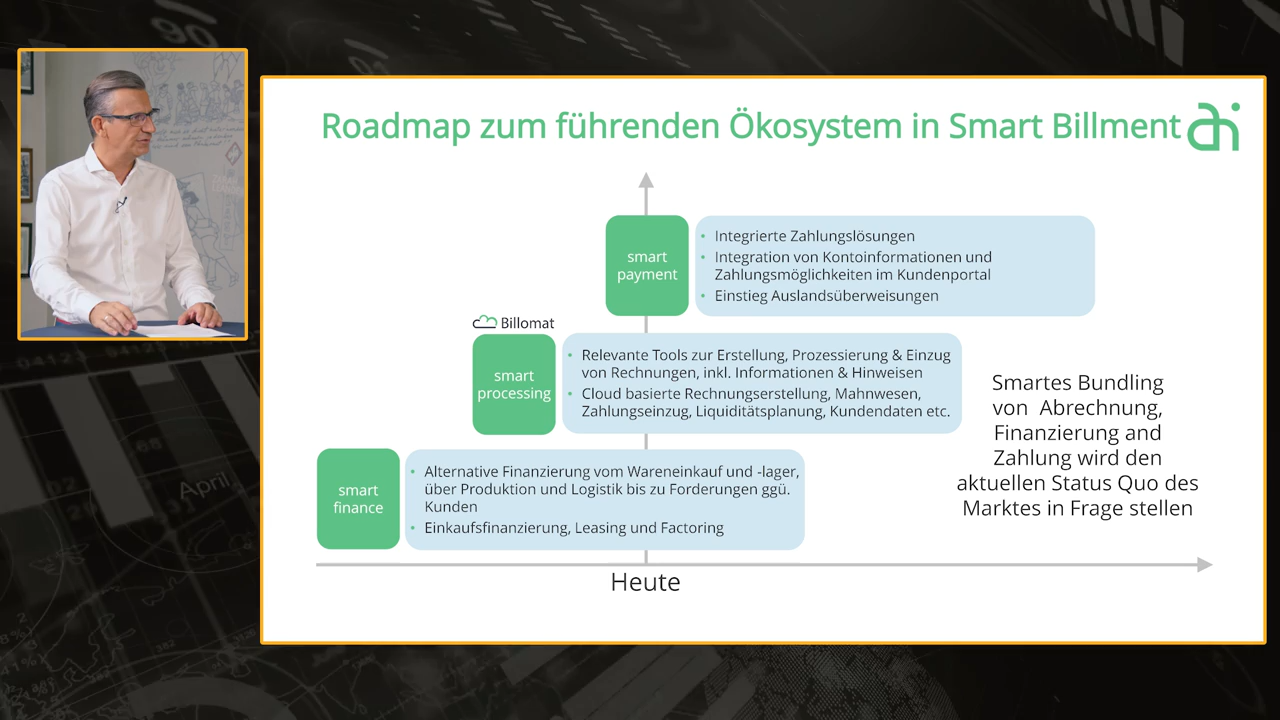 Roadmap zum führenden Ökosystem in Smart Billment
smart
payment
• Integrierte Zahlungslösungen
• Integration von Kontoinformationen und
Zahlungsmöglichkeiten im Kundenportal
• Einstieg Auslandsüberweisungen
Billomat
smart
processing
• Relevante Tools zur Erstellung, Prozessierung & Einzug
von Rechnungen, inkl. Informationen & Hinweisen
• Cloud basierte Rechnungserstellung, Mahnwesen,
Zahlungseinzug, Liquiditätsplanung, Kundendaten etc.
smart
finance
• Alternative Finanzierung vom Wareneinkauf und -lager,
über Produktion und Logistik bis zu Forderungen ggü.
Kunden
• Einkaufsfinanzierung, Leasing und Factoring
Smartes Bundling
von Abrechnung,
Finanzierung and
Zahlung wird den
aktuellen Status Quo des
Marktes in Frage stellen
Heute
April